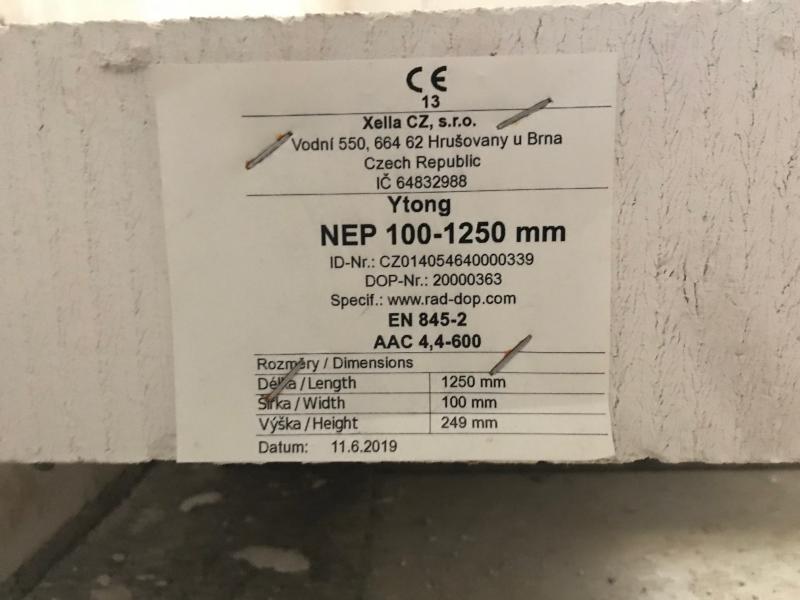 CE
13
Xella CZ, s.r.o.
Vodní 550, 664 62 Hrušovany u Brna
Czech Republic
IČ 64832988
Ytong
NEP 100-1250 mm
ID-Nr.: CZ014054640000339
DOP-Nr.: 20000363
Specif.: www.rad-dop.com
EN 845-2
AAC 4,4-600
Rozměry / Dimensions
Délka / Length 1250 mm
Šířka / Width 100 mm
Výška / Height 249 mm
Datum: 11.6.2019